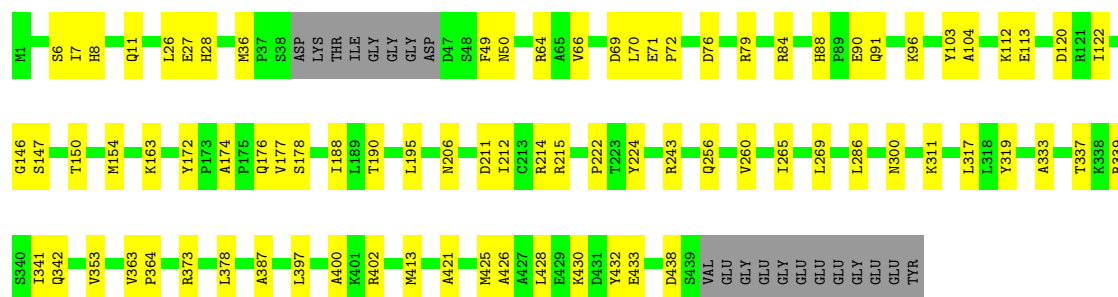 M1 S6 I7 H8 Q11 L26 E27 H28 M36 P37 S38 ASP LYS THR ILE GLY GLY GLY ASP D47 S48 F49 N50 R64 A65 V66 D69 L70 E71 P72 D76 R79 R84 H88 P89 E90 Q91 K96 Y103 A104 K112 E113 D120 R121 I122
G146 S147 T150 M154 K163 Y172 P173 A174 P175 Q176 V177 S178 I188 L189 T190 L195 N206 D211 I212 C213 R214 R215 P222 T223 Y224 R243 Q256 V260 I265 L269 L286 N300 K311 L317 L318 Y319 A333 T337 K338 R339
S340 I341 Q342 V353 V363 P364 R373 L378 A387 L397 A400 K401 R402 M413 A421 M425 A426 A427 L428 E429 K430 D431 Y432 E433 D438 S439 VAL GLU GLY GLU GLY GLU GLU GLU GLY GLU GLU TYR